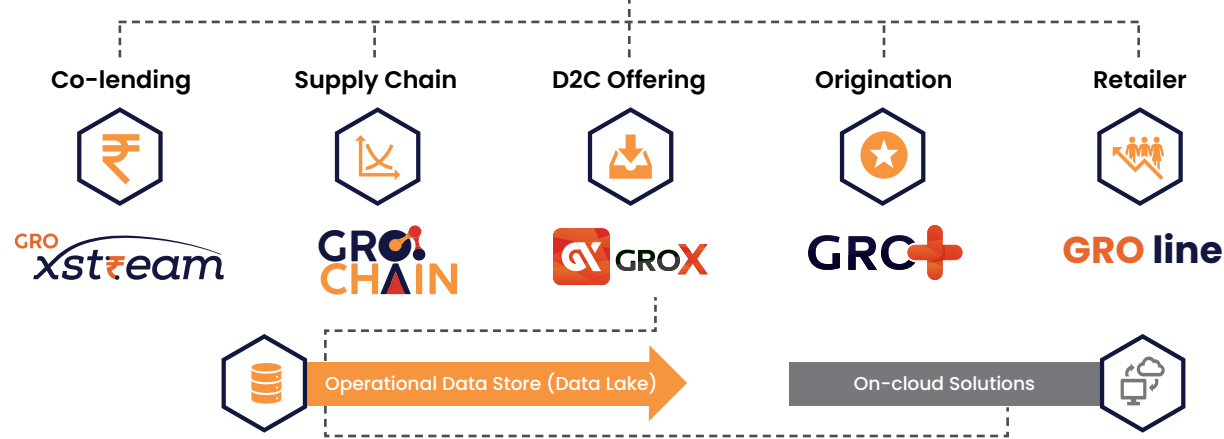 Co-lending
Supply Chain
D2C Offering
Origination
Retailer
GRO
xstream
GRO
CHAIN
GROX
GRO+
GRO line
Operational Data Store (Data Lake)
On-cloud Solutions